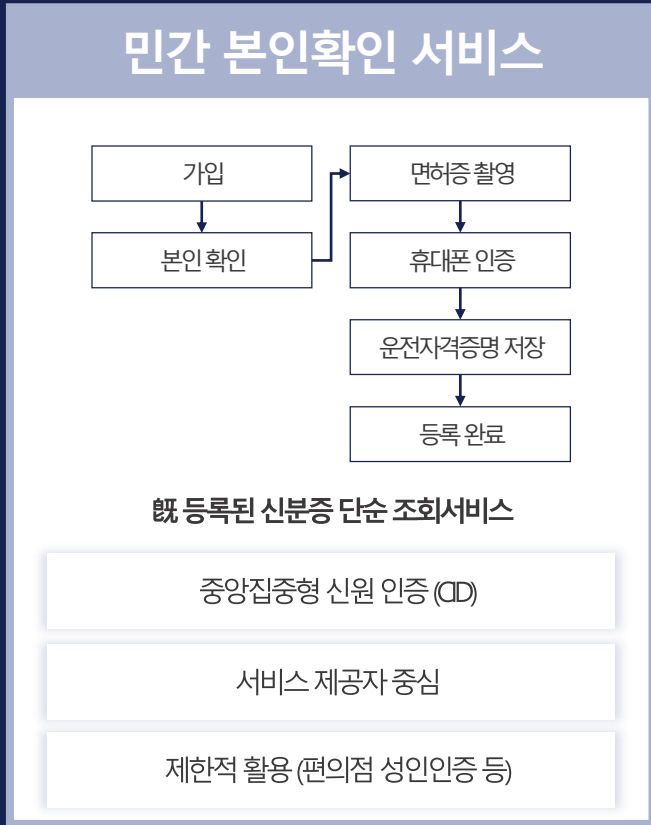 민간 본인확인 서비스
가입
본인 확인
면허증 촬영
휴대폰 인증
운전자격증명 저장
등록 완료
旣 등록된 신분증 단순 조회서비스
중앙집중형 신원 인증 (CID)
서비스 제공자 중심
제한적 활용 (편의점 성인인증 등)